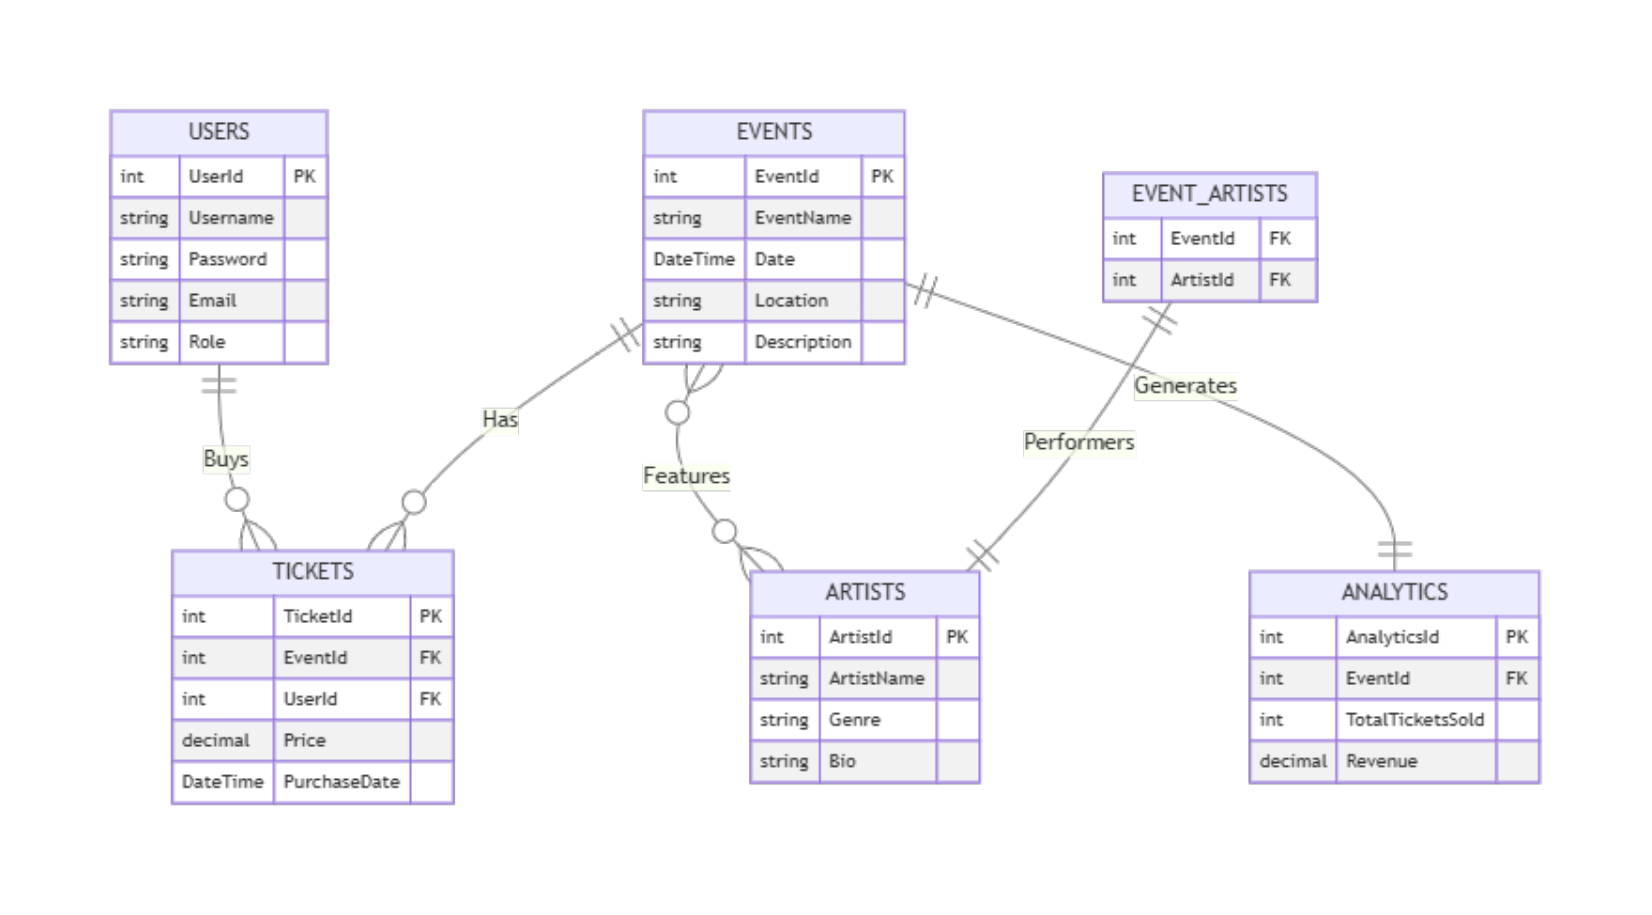 USERS
int UserId PK
string Username
string Password
string Email
string Role
EVENTS
int EventId PK
string EventName
DateTime Date
string Location
string Description
EVENT_ARTISTS
int EventId FK
int ArtistId FK
Buys
Has
Features
Performers
Generates
TICKETS
int TicketId PK
int EventId FK
int UserId FK
decimal Price
DateTime PurchaseDate
ARTISTS
int ArtistId PK
string ArtistName
string Genre
string Bio
ANALYTICS
int AnalyticsId PK
int EventId FK
int TotalTicketsSold
decimal Revenue